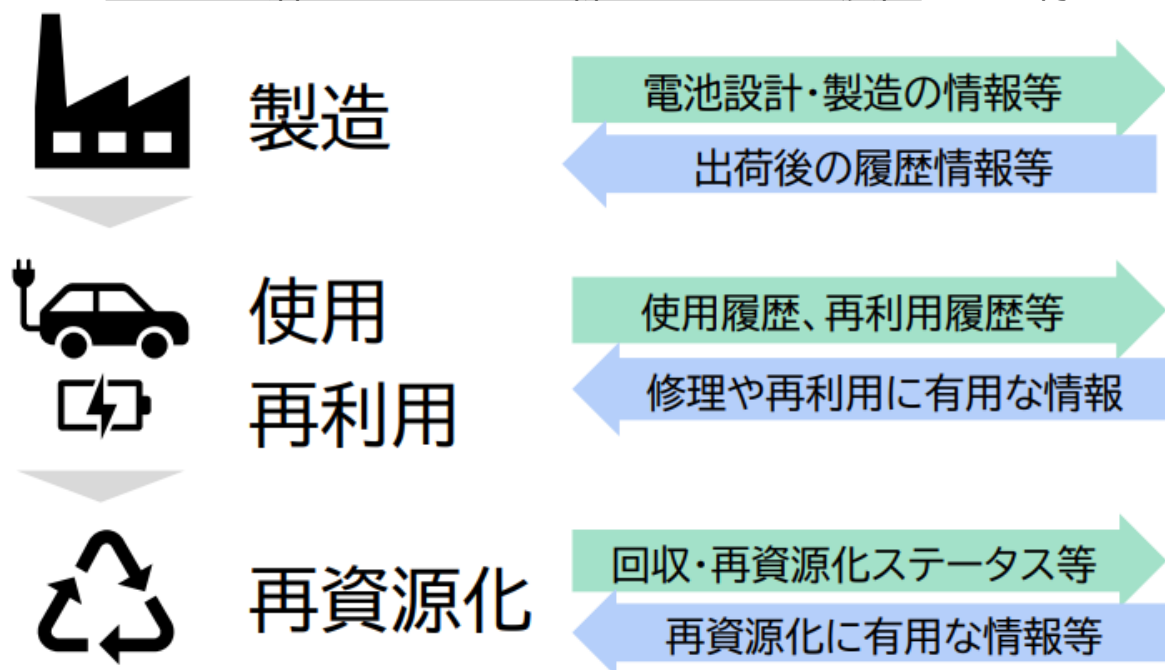 製造
電池設計・製造の情報等
出荷後の履歴情報等
使用
使用履歴、再利用履歴等
再利用
修理や再利用に有用な情報
再資源化
回収・再資源化ステータス等
再資源化に有用な情報等